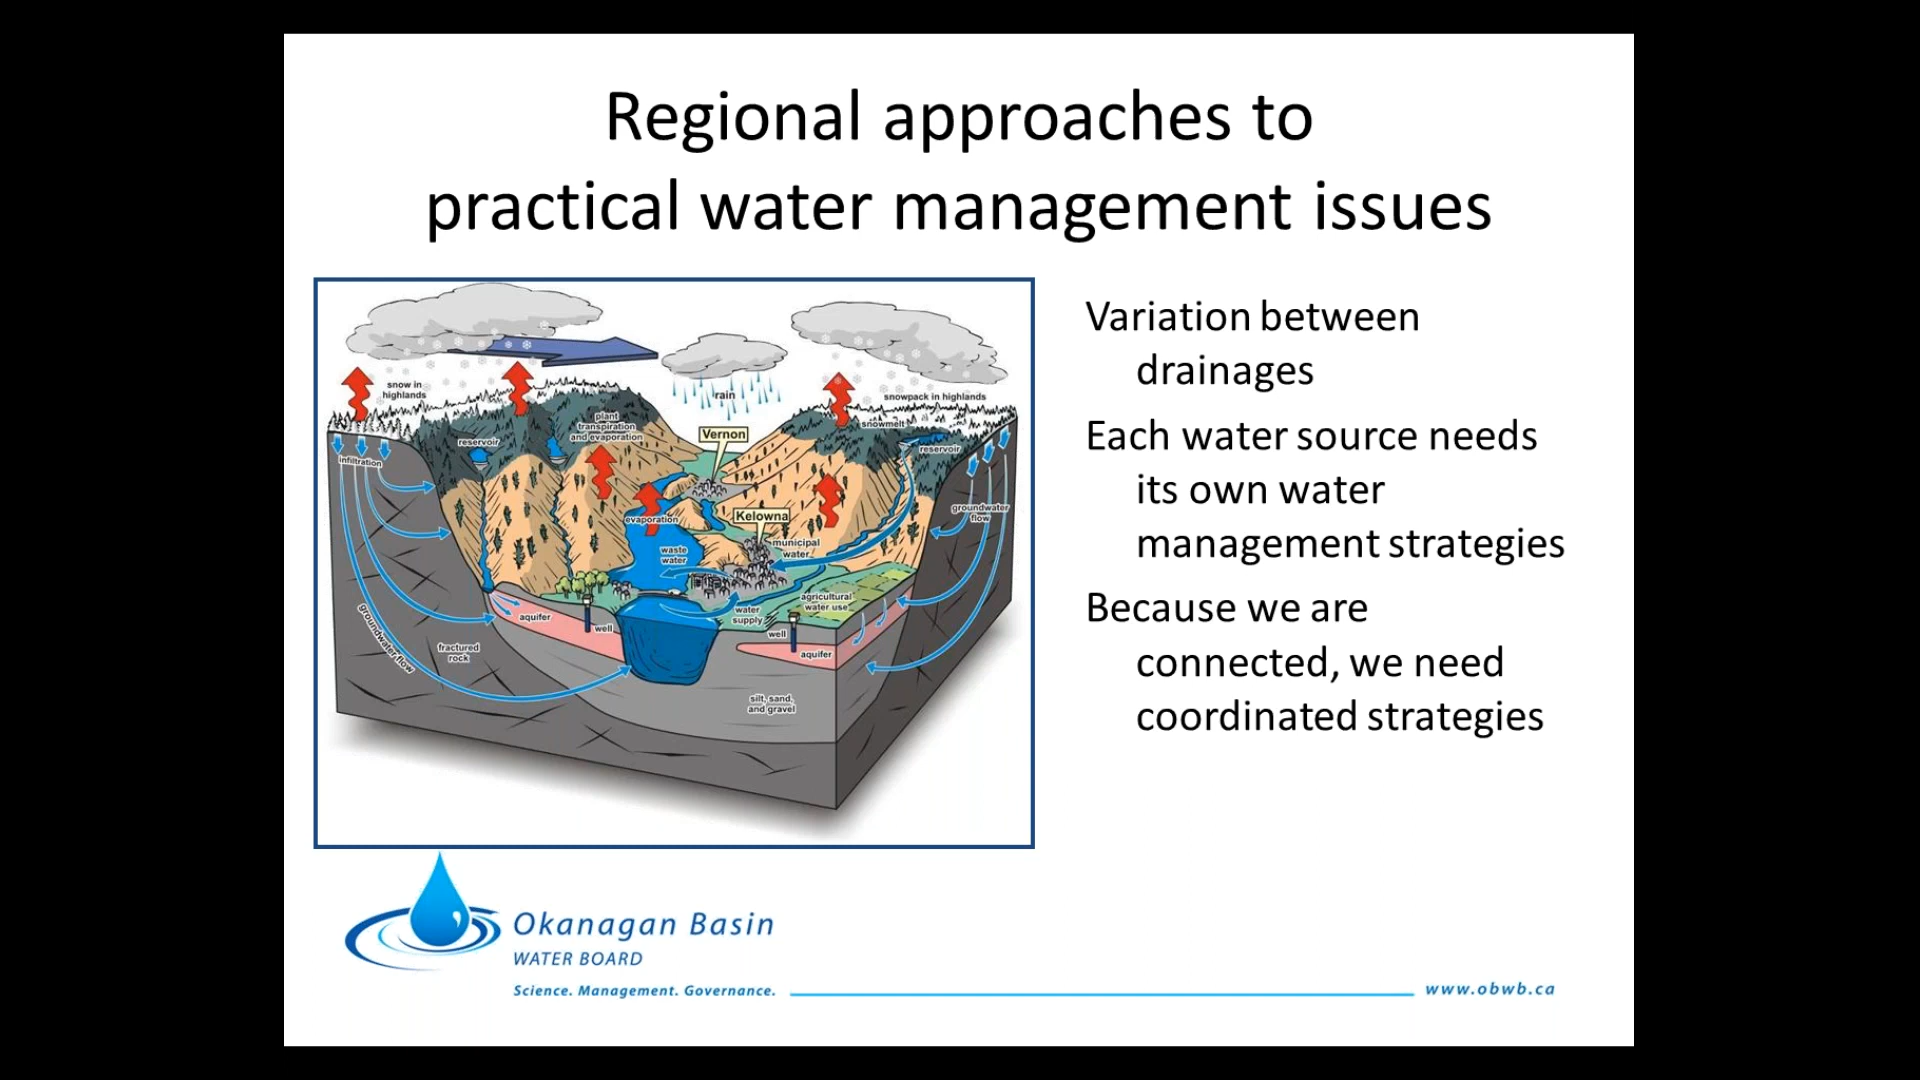 Regional approaches to
practical water management issues
snow in
highlands
rain
snowpack in highlands
snowmelt
plant
transpiration
and evaporation
Vernon
reservoir
reservoir
infiltration
groundwater
flow
evaporation
Kelowna
municipal
water
waste
water
agricultural
water use
water
supply
aquifer
well
well
aquifer
groundwater flow
fractured
rock
silt, sand,
and gravel
Variation between
drainages
Each water source needs
its own water
management strategies
Because we are
connected, we need
coordinated strategies
Okanagan Basin
WATER BOARD
Science. Management. Governance.
www.obwb.ca